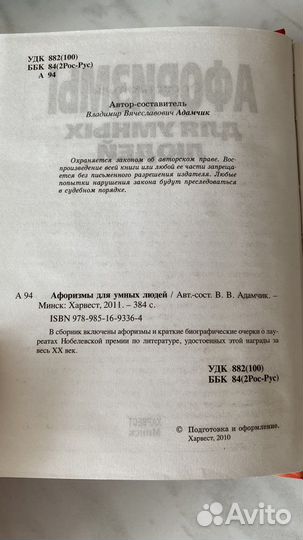 УДК 882(100)
ББК 84(2Рос-Рус)
А 94
Автор-составитель
Владимир Вячеславович Адамчик
Охраняется законом об авторском праве. Вос-
произведение всей книги или любой ее части запреща-
ется без письменного разрешения издателя. Любые
попытки нарушения закона будут преследоваться
в судебном порядке.
А 94 Афоризмы для умных людей / Авт.-сост. В. В. Адамчик. –
Минск: Харвест, 2011. – 384 с.
ISBN 978-985-16-9336-4
В сборник включены афоризмы и краткие биографические очерки о лау-
реатах Нобелевской премии по литературе, удостоенных этой награды за
весь XX век.
УДК 882(100)
ББК 84(2Рос-Рус)
© Подготовка и оформление.
Харвест, 2010
Avito